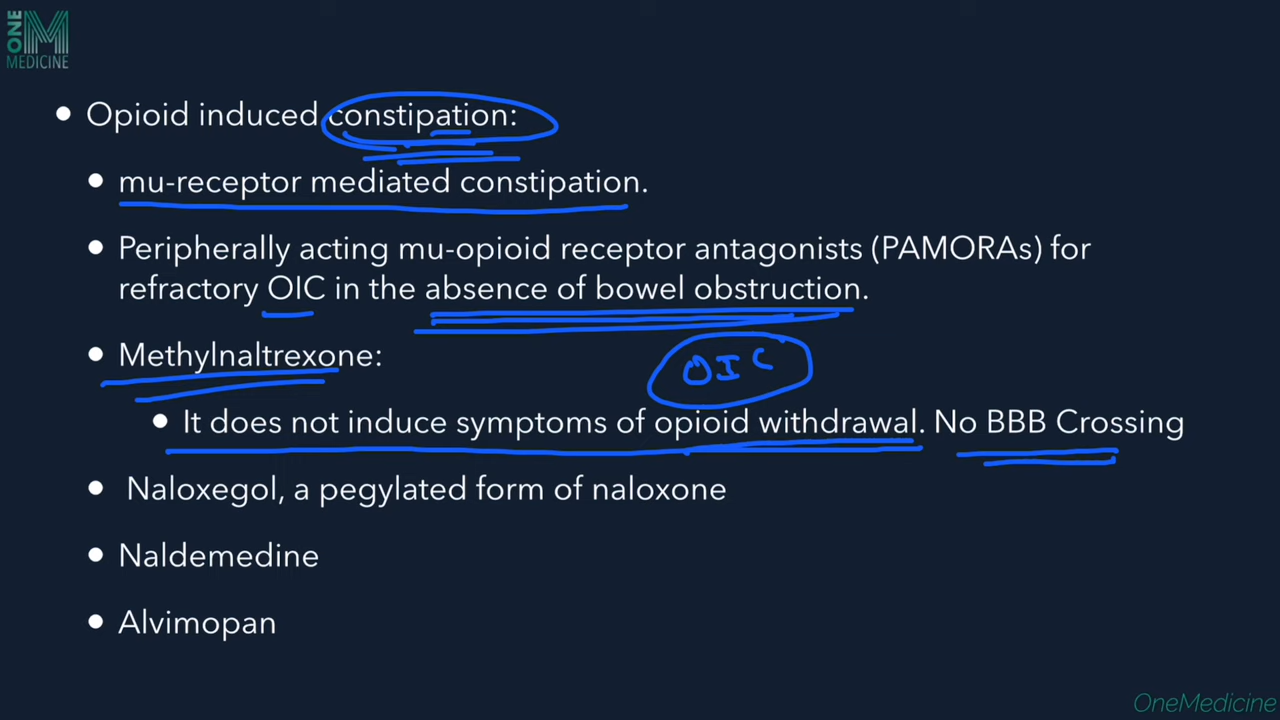 ONE
M
MEDICINE
• Opioid induced constipation:
• mu-receptor mediated constipation.
• Peripherally acting mu-opioid receptor antagonists (PAMORAs) for
refractory OIC in the absence of bowel obstruction.
• Methylnaltrexone:
OIC
• It does not induce symptoms of opioid withdrawal. No BBB Crossing
• Naloxegol, a pegylated form of naloxone
• Naldemedine
• Alvimopan
OneMedicine